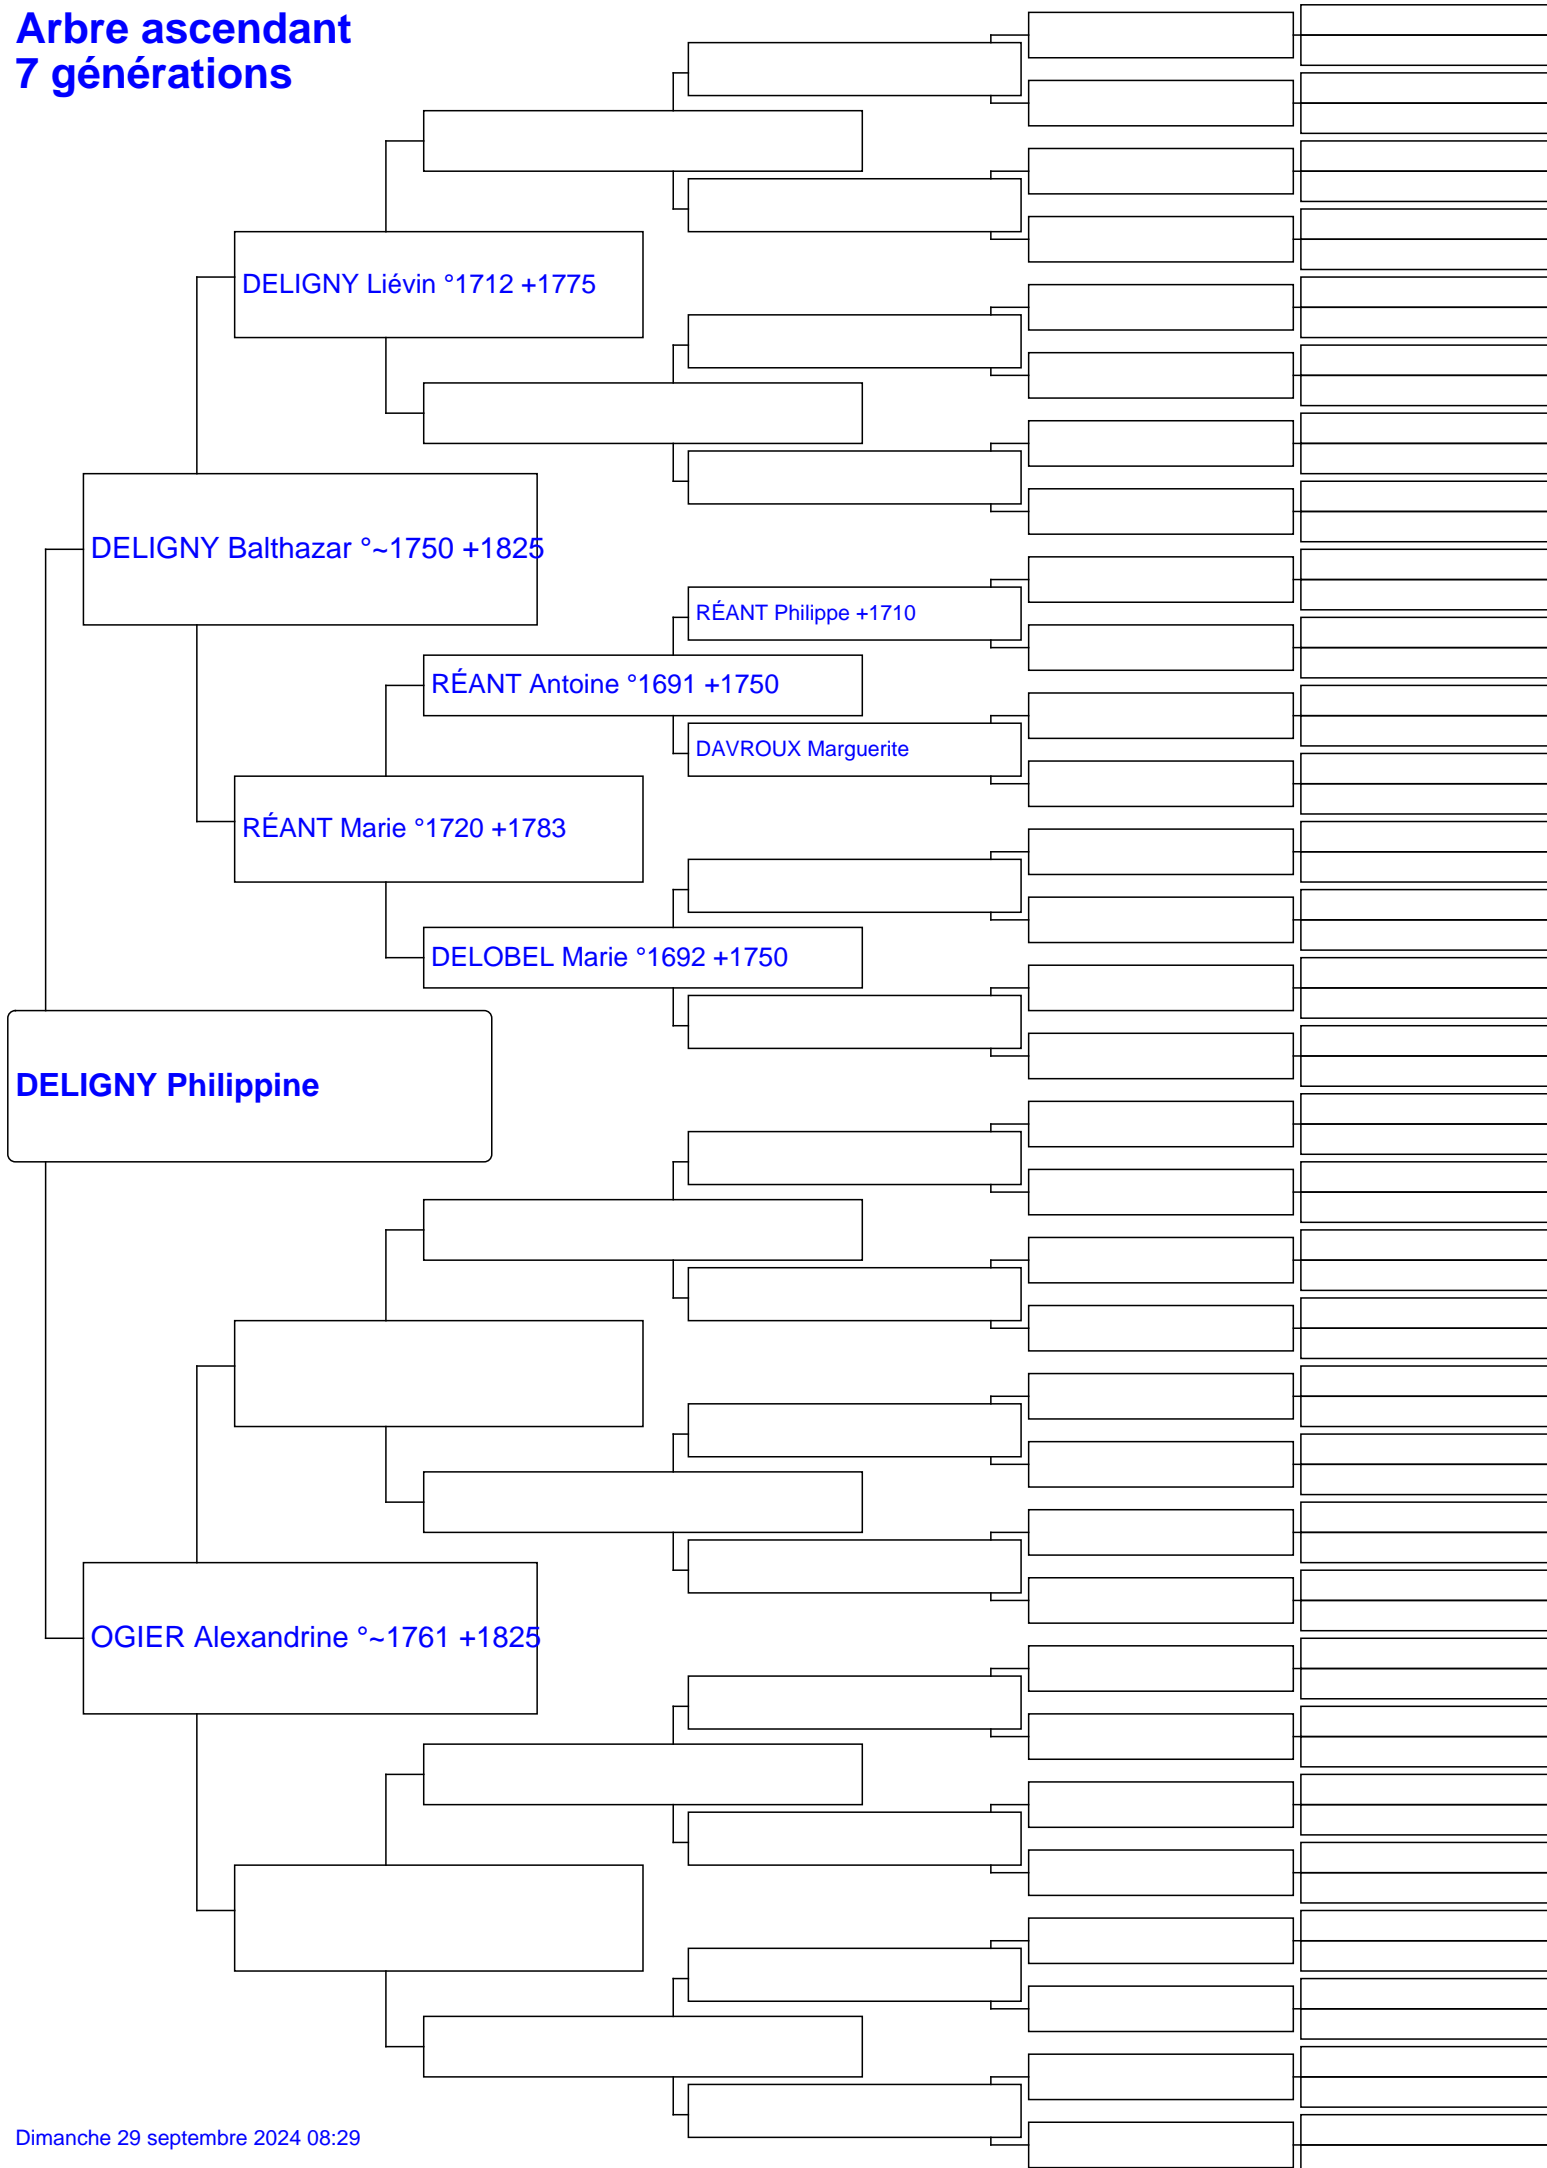 Arbre ascendant
7 générations
DELIGNY Liévin °1712 +1775
DELIGNY Balthazar °~1750 +1825
RÉANT Philippe +1710
RÉANT Antoine °1691 +1750
DAVROUX Marguerite
RÉANT Marie °1720 +1783
DELOBEL Marie °1692 +1750
DELIGNY Philippine
OGIER Alexandrine °~1761 +1825
Dimanche 29 septembre 2024 08:29